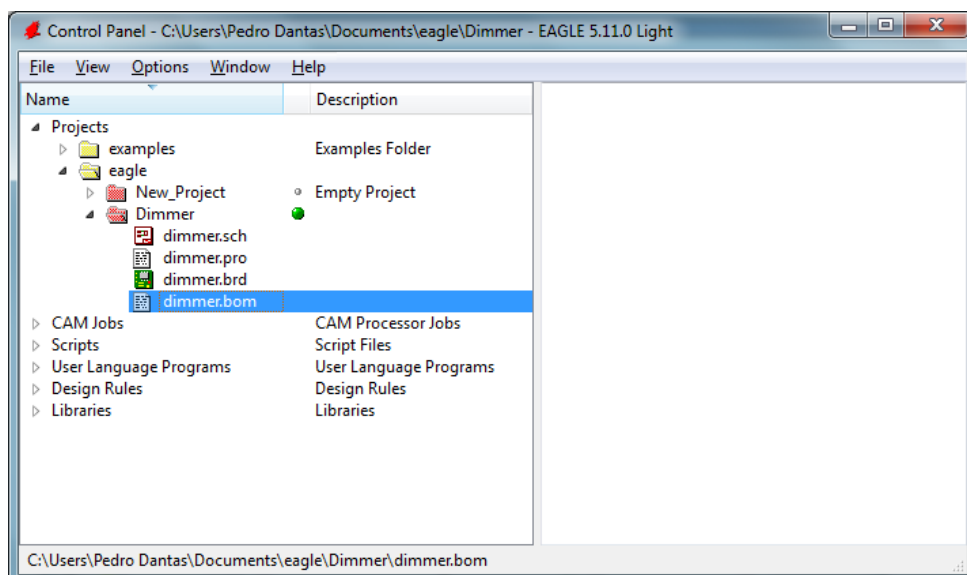 Control Panel - C:\Users\Pedro Dantas\Documents\eagle\Dimmer - EAGLE 5.11.0 Light
File View Options Window Help
Name Description
Projects
examples Examples Folder
eagle
New_Project Empty Project
Dimmer
dimmer.sch
dimmer.pro
dimmer.brd
dimmer.bom
CAM Jobs CAM Processor Jobs
Scripts Script Files
User Language Programs User Language Programs
Design Rules Design Rules
Libraries Libraries
C:\Users\Pedro Dantas\Documents\eagle\Dimmer\dimmer.bom